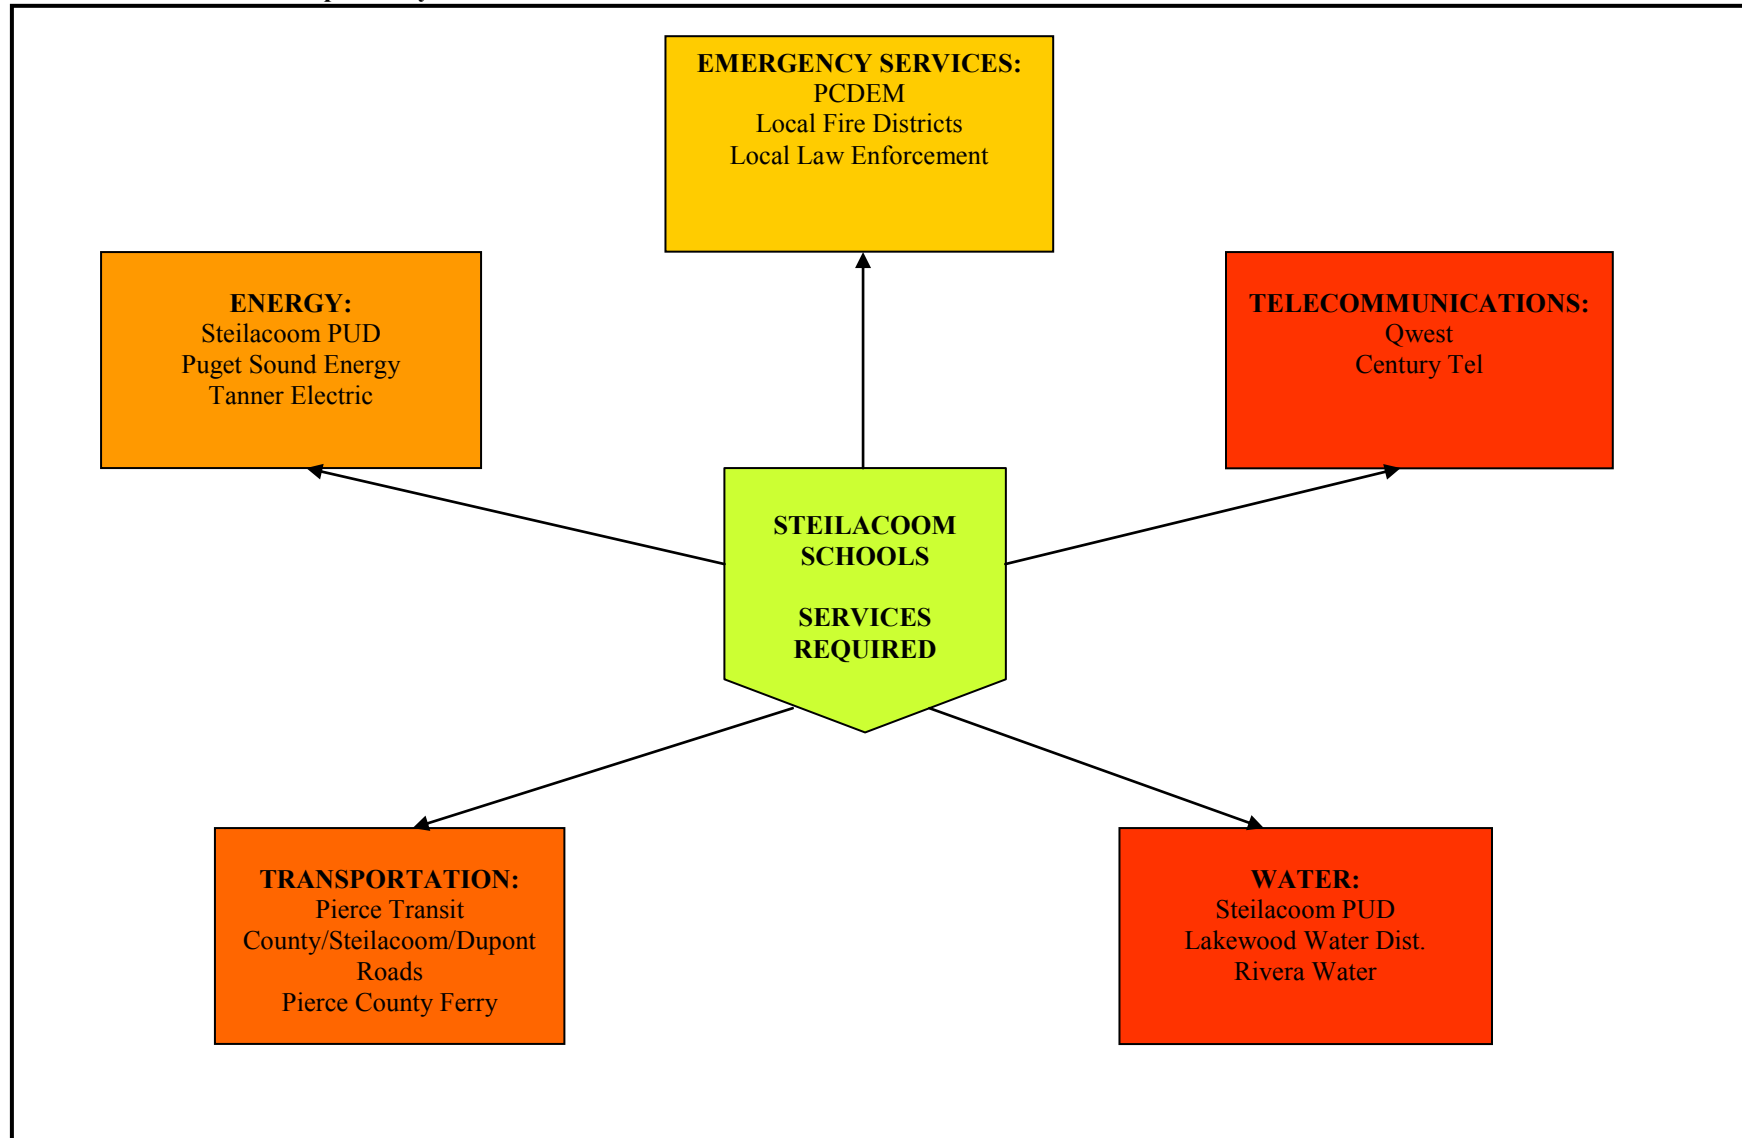 EMERGENCY SERVICES:
PCDEM
Local Fire Districts
Local Law Enforcement
ENERGY:
Steilacoom PUD
Puget Sound Energy
Tanner Electric
TELECOMMUNICATIONS:
Qwest
Century Tel
STEILACOOM
SCHOOLS
SERVICES
REQUIRED
TRANSPORTATION:
Pierce Transit
County/Steilacoom/Dupont
Roads
Pierce County Ferry
WATER:
Steilacoom PUD
Lakewood Water Dist.
Rivera Water